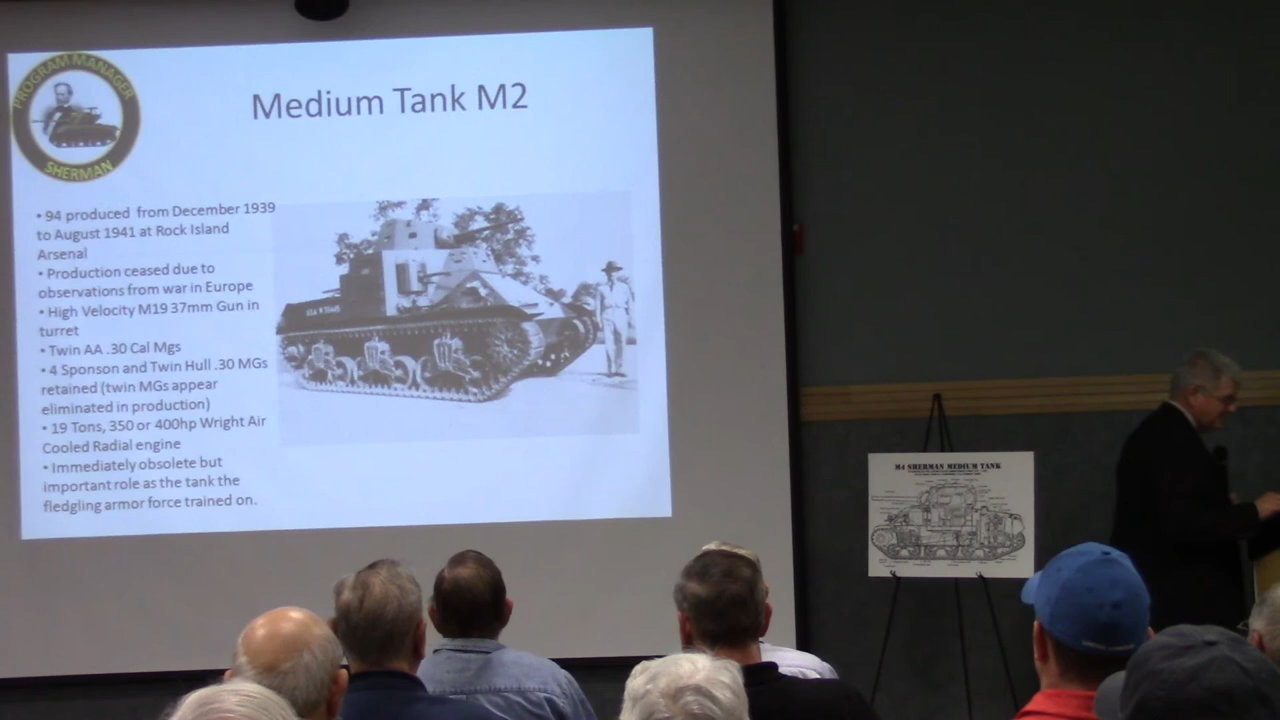 PROGRAM MANAGER
SHERMAN
Medium Tank M2
• 94 produced from December 1939
to August 1941 at Rock Island
Arsenal
• Production ceased due to
observations from war in Europe
• High Velocity M19 37mm Gun in
turret
• Twin AA .30 Cal Mgs
• 4 Sponson and Twin Hull .30 MGs
retained (twin MGs appear
eliminated in production)
• 19 Tons, 350 or 400hp Wright Air
Cooled Radial engine
• Immediately obsolete but
important role as the tank the
fledgling armor force trained on.
M4 SHERMAN MEDIUM TANK